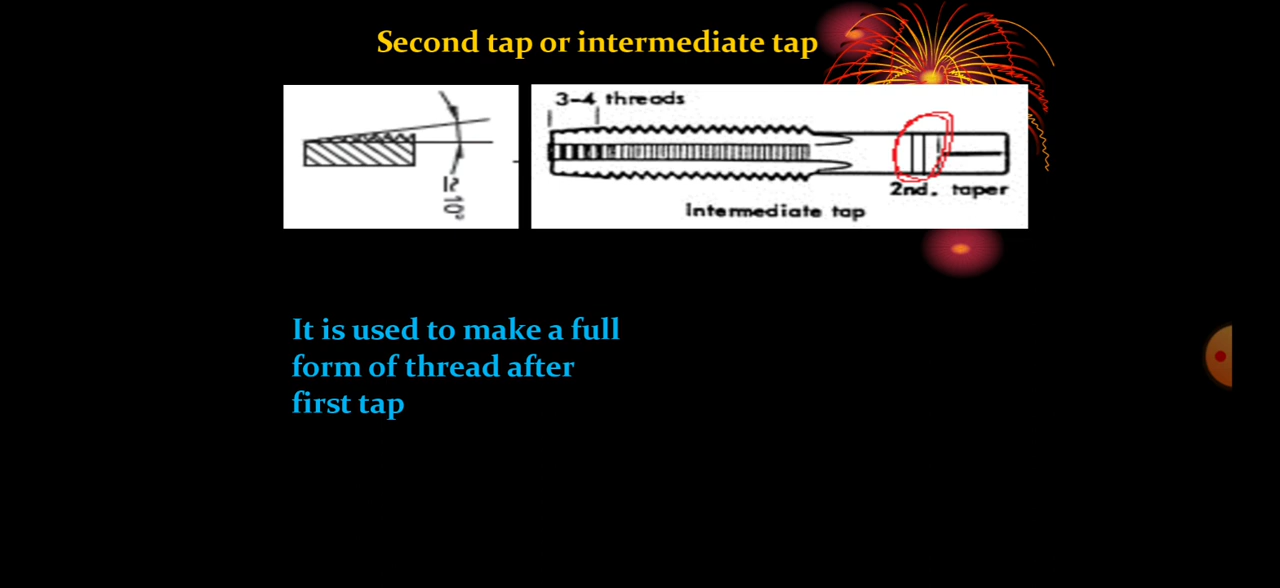 Second tap or intermediate tap
3-4 threads
2nd. taper
Intermediate tap
It is used to make a full
form of thread after
first tap